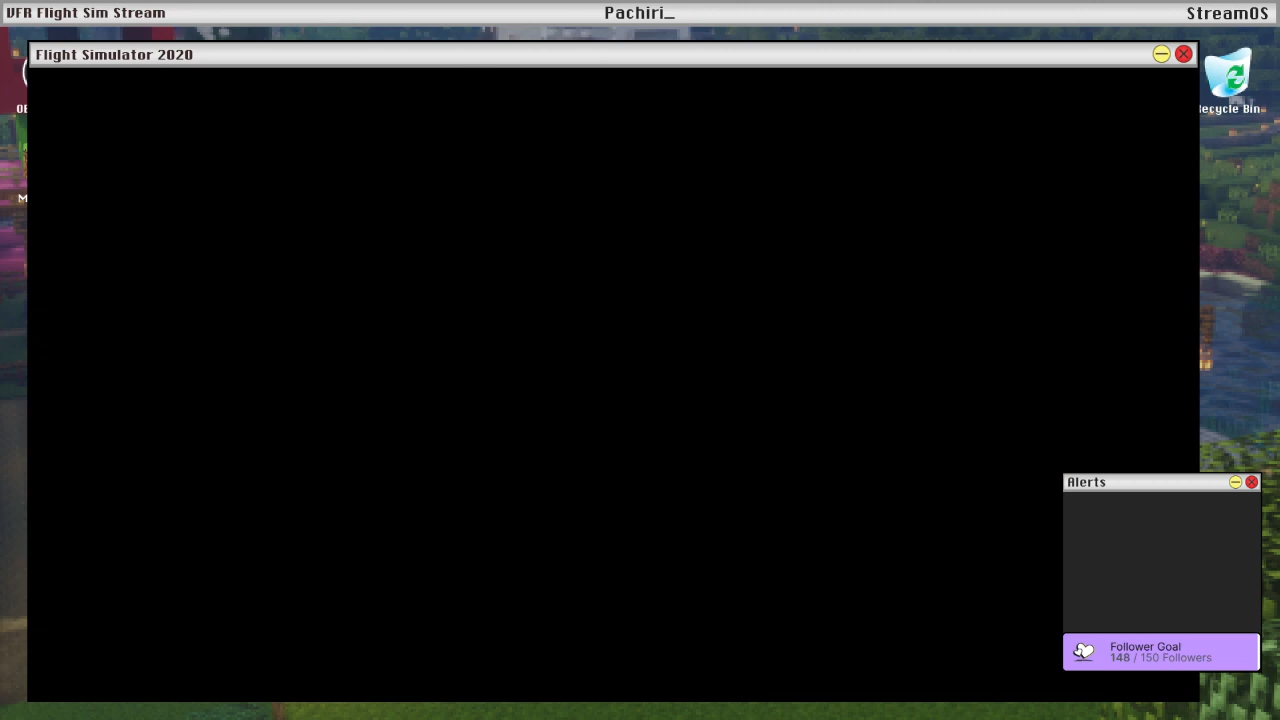 VFR Flight Sim Stream
Pachiri_
StreamOS
Flight Simulator 2020
Recycle Bin
Alerts
Follower Goal
148 / 150 Followers